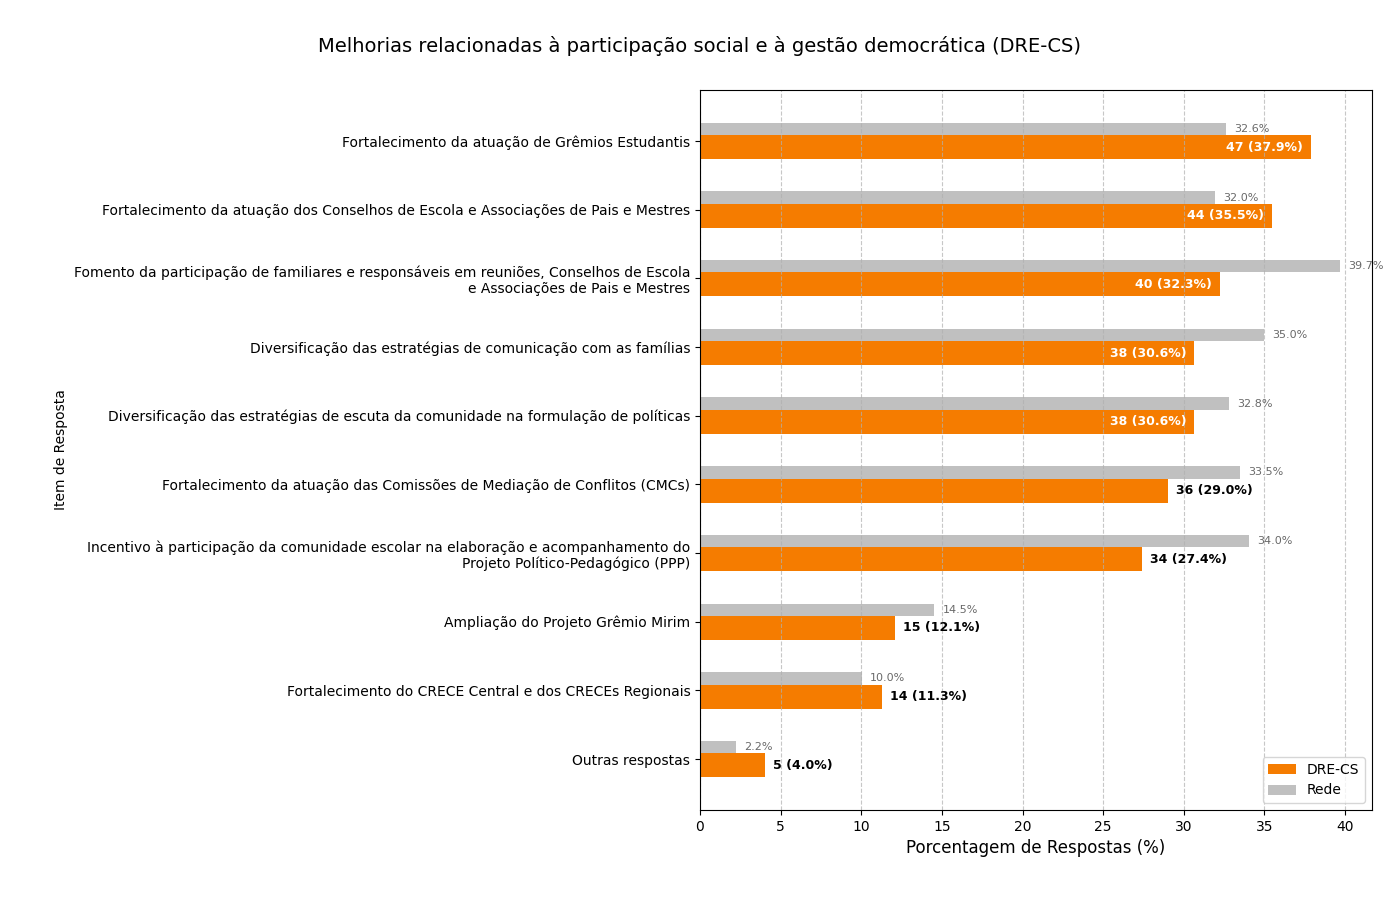 Melhorias relacionadas à participação social e à gestão democrática (DRE-CS)
Item de Resposta
Fortalecimento da atuação de Grêmios Estudantis
32.6%
47 (37.9%)
Fortalecimento da atuação dos Conselhos de Escola e Associações de Pais e Mestres
32.0%
44 (35.5%)
Fomento da participação de familiares e responsáveis em reuniões, Conselhos de Escola
e Associações de Pais e Mestres
39.7%
40 (32.3%)
Diversificação das estratégias de comunicação com as famílias
35.0%
38 (30.6%)
Diversificação das estratégias de escuta da comunidade na formulação de políticas
32.8%
38 (30.6%)
Fortalecimento da atuação das Comissões de Mediação de Conflitos (CMCs)
33.5%
36 (29.0%)
Incentivo à participação da comunidade escolar na elaboração e acompanhamento do
Projeto Político-Pedagógico (PPP)
34.0%
34 (27.4%)
Ampliação do Projeto Grêmio Mirim
14.5%
15 (12.1%)
Fortalecimento do CRECE Central e dos CRECEs Regionais
10.0%
14 (11.3%)
Outras respostas
2.2%
5 (4.0%)
DRE-CS
Rede
0 5 10 15 20 25 30 35 40
Porcentagem de Respostas (%)